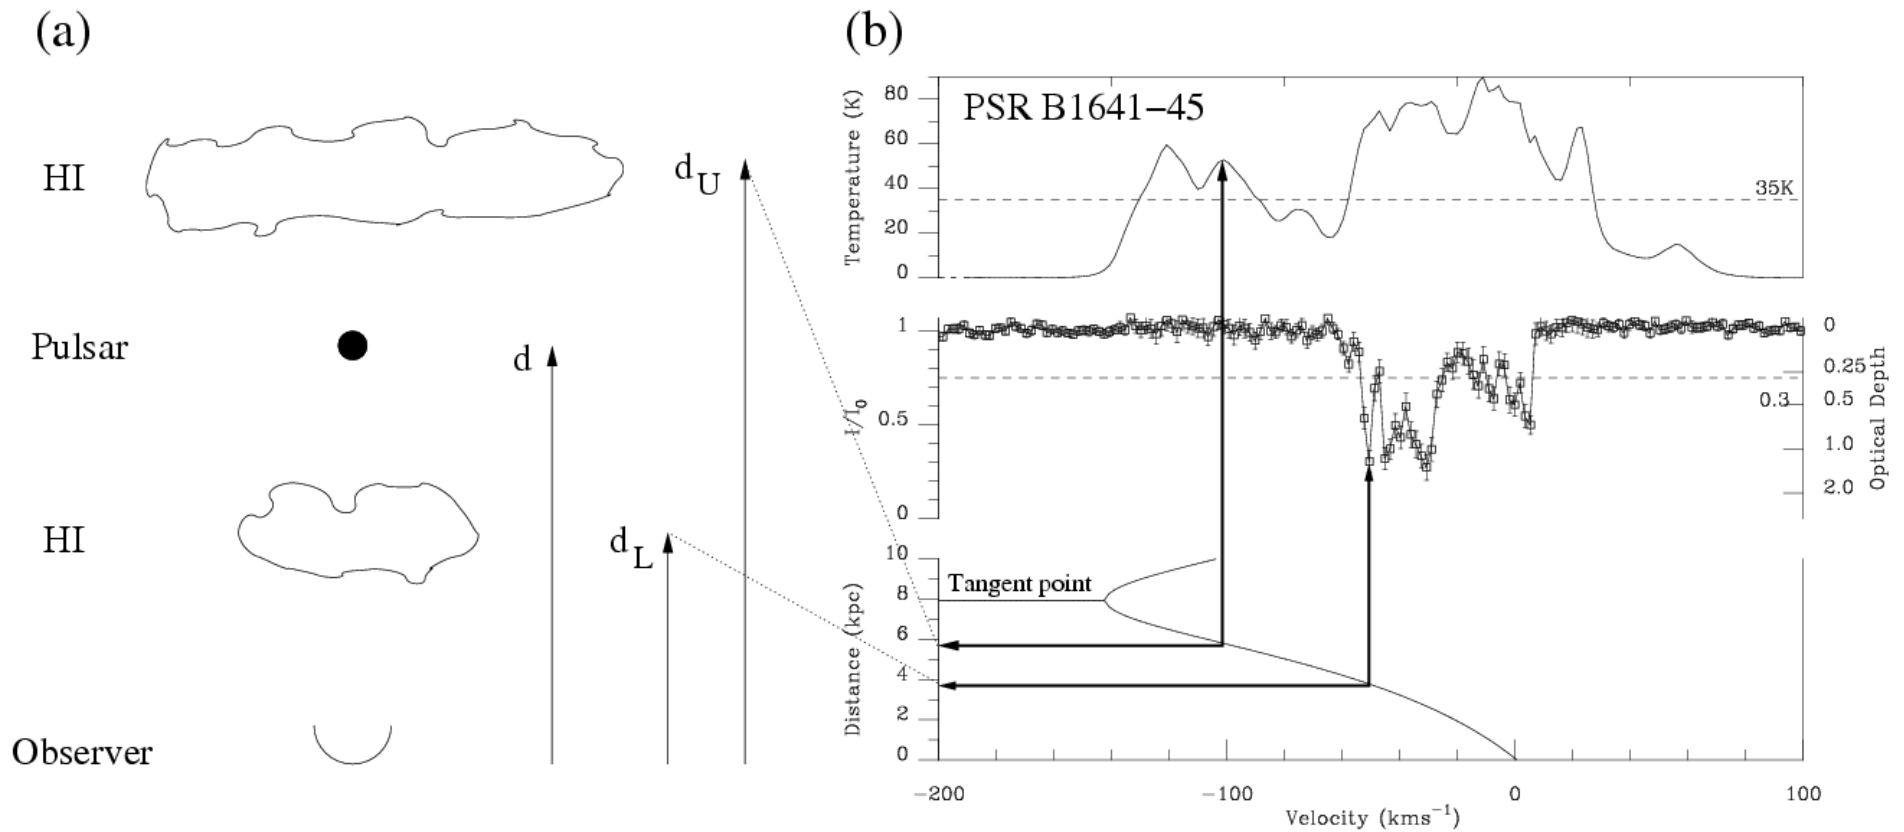 (a)
HI
Pulsar
HI
Observer
d
d L
d U
(b)
PSR B1641−45
Temperature (K)
80
60
40
20
0
35K
I/I0
1
0.5
0
0
0.25
0.3
0.5
1.0
2.0
Optical Depth
Tangent point
Distance (kpc)
10
8
6
4
2
0
−200
−100
0
100
Velocity (kms−1)